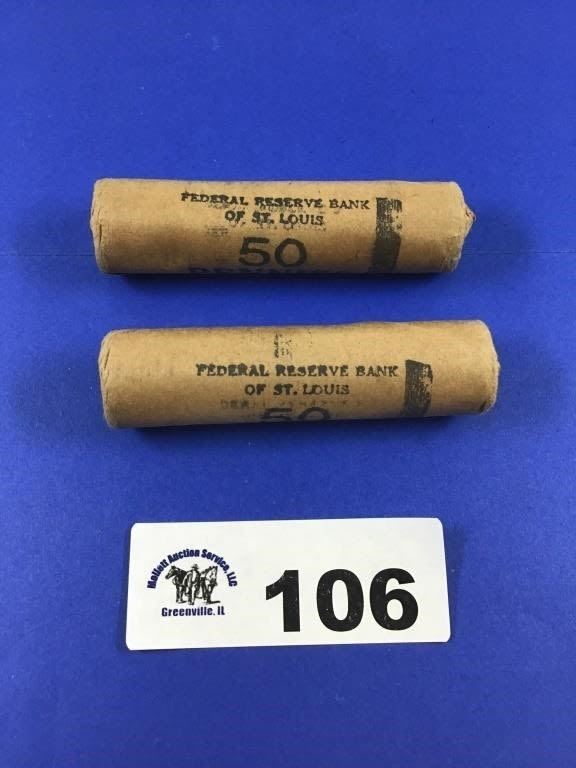 FEDERAL RESERVE BANK
OF ST. LOUIS
50
FEDERAL RESERVE BANK
OF ST. LOUIS
50
Mollett Auction Service, LLC
Greenville, IL
106